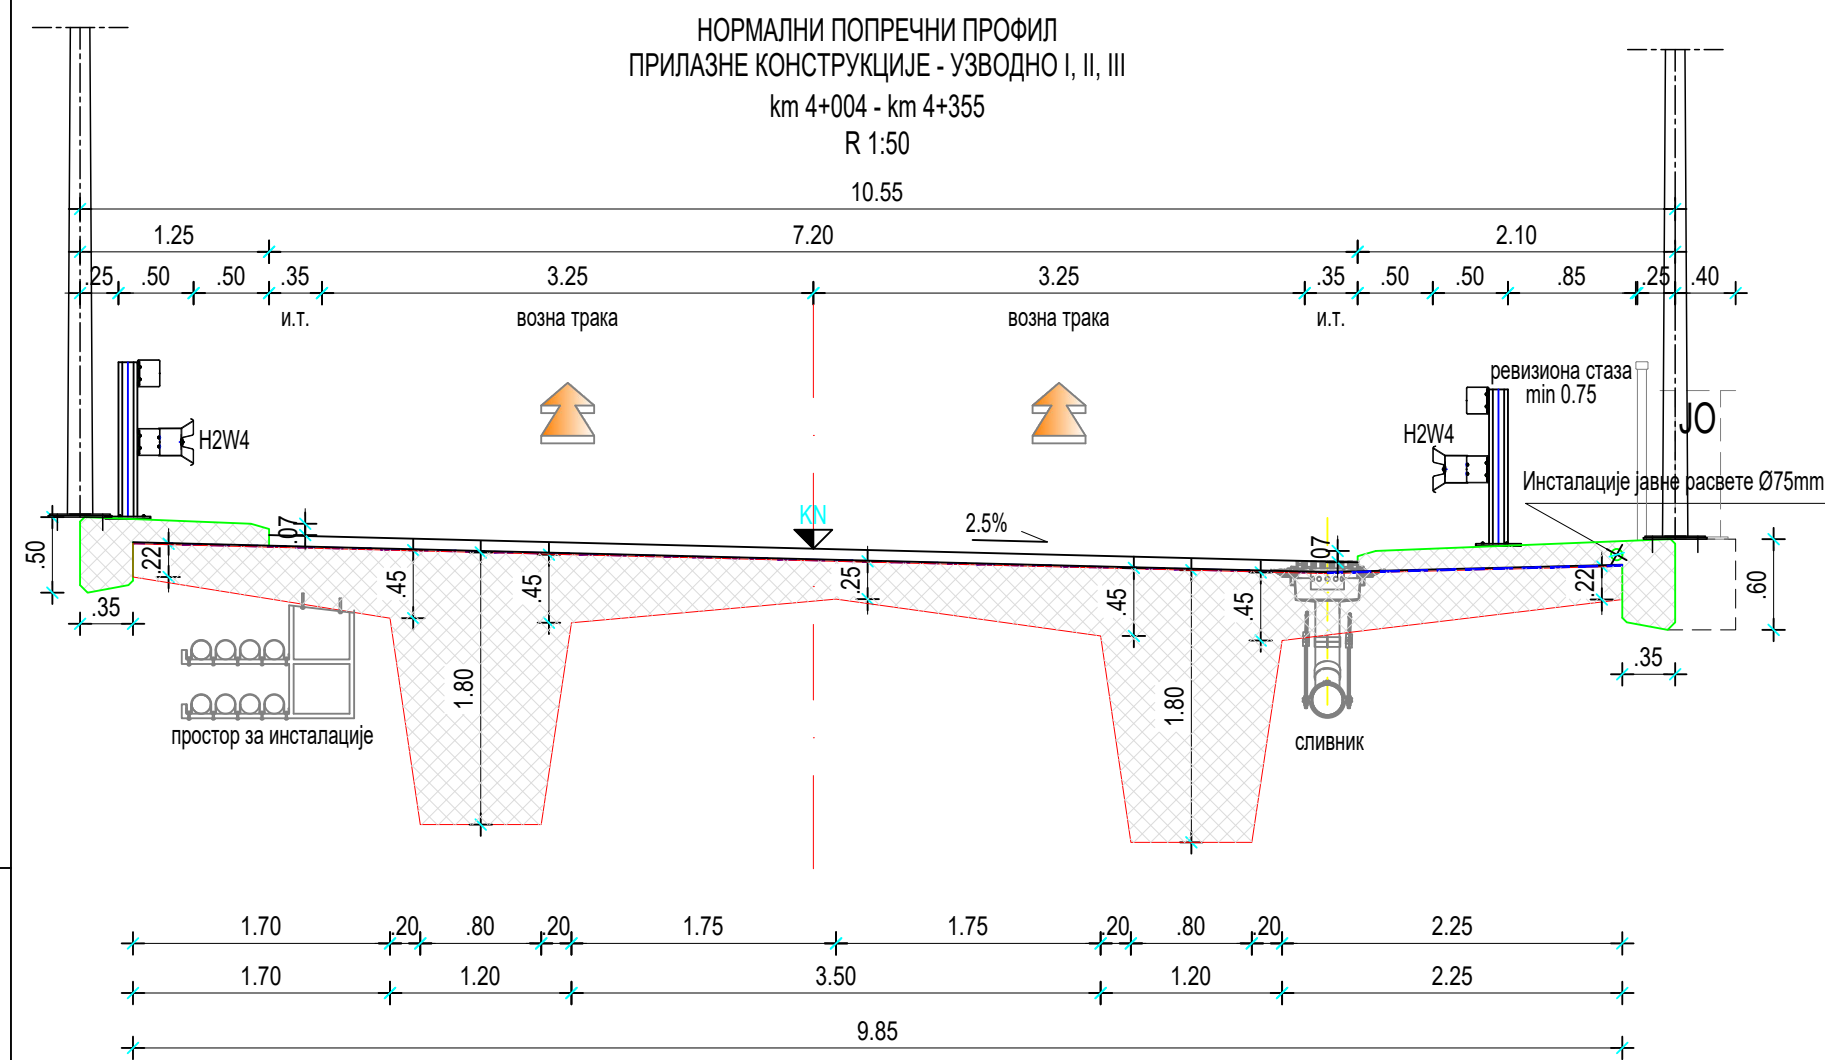 НОРМАЛНИ ПОПРЕЧНИ ПРОФИЛ
ПРИЛАЗНЕ КОНСТРУКЦИЈЕ - УЗВОДНО I, II, III
km 4+004 - km 4+355
R 1:50
10.55
1.25 7.20 2.10
.25 .50 .50 .35 3.25 3.25 .35 .50 .50 .85 .25 .40
и.т. возна трака возна трака и.т.
ревизиона стаза
min 0.75
JO
H2W4 H2W4
Инсталације јавне расвете Ø75mm
KN
2.5%
.07 .07
.50 .22 .45 .45 .25 .45 .45 .22 .60
.35 .35
1.80 1.80
простор за инсталације
сливник
1.70 .20 .80 .20 1.75 1.75 .20 .80 .20 2.25
1.70 1.20 3.50 1.20 2.25
9.85